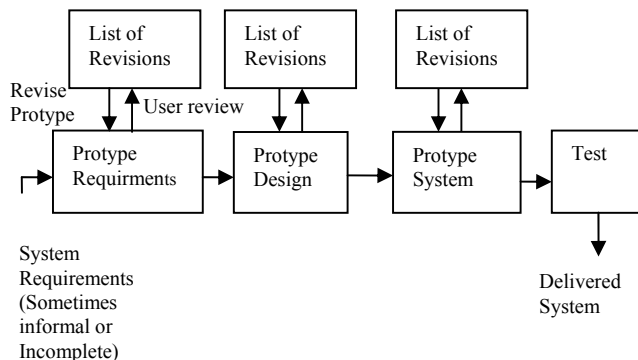 List of
Revisions
List of
Revisions
List of
Revisions
Revise
Protype
User review
Protype
Requirments
Protype
Design
Protype
System
Test
System
Requirements
(Sometimes
informal or
Incomplete)
Delivered
System